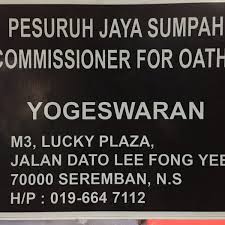 PESURUH JAYA SUMPAH
COMMISSIONER FOR OATH
YOGESWARAN
M3, LUCKY PLAZA,
JALAN DATO LEE FONG YEE
70000 SEREMBAN, N.S
H/P : 019-664 7112